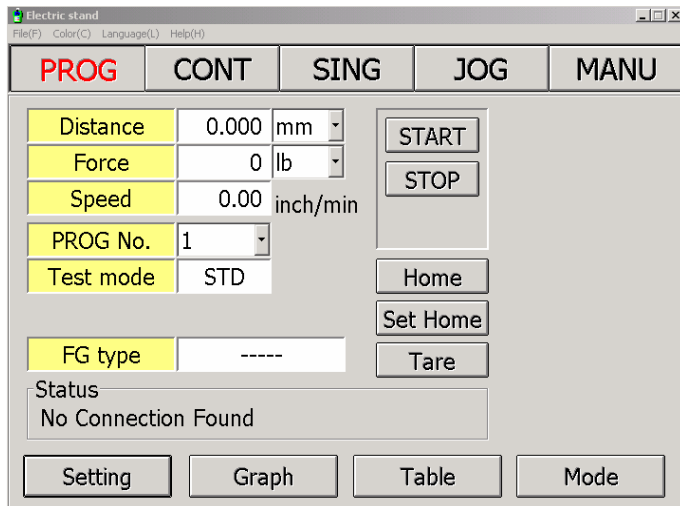 Electric stand
File(F) Color(C) Language(L) Help(H)
PROG CONT SING JOG MANU
Distance 0.000 mm
Force 0 lb
Speed 0.00 inch/min
PROG No. 1
Test mode STD
FG type -----
START
STOP
Home
Set Home
Tare
Status
No Connection Found
Setting Graph Table Mode